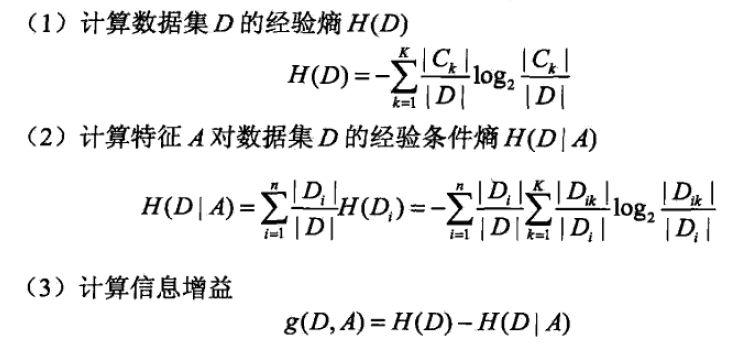 （1）计算数据集 D 的经验熵 H(D)
H(D) = -\sum_{k=1}^{K} \frac{|C_k|}{|D|} \log_2 \frac{|C_k|}{|D|}
（2）计算特征 A 对数据集 D 的经验条件熵 H(D|A)
H(D|A) = \sum_{i=1}^{n} \frac{|D_i|}{|D|} H(D_i) = -\sum_{i=1}^{n} \frac{|D_i|}{|D|} \sum_{k=1}^{K} \frac{|D_{ik}|}{|D_i|} \log_2 \frac{|D_{ik}|}{|D_i|}
（3）计算信息增益
g(D,A) = H(D) - H(D|A)